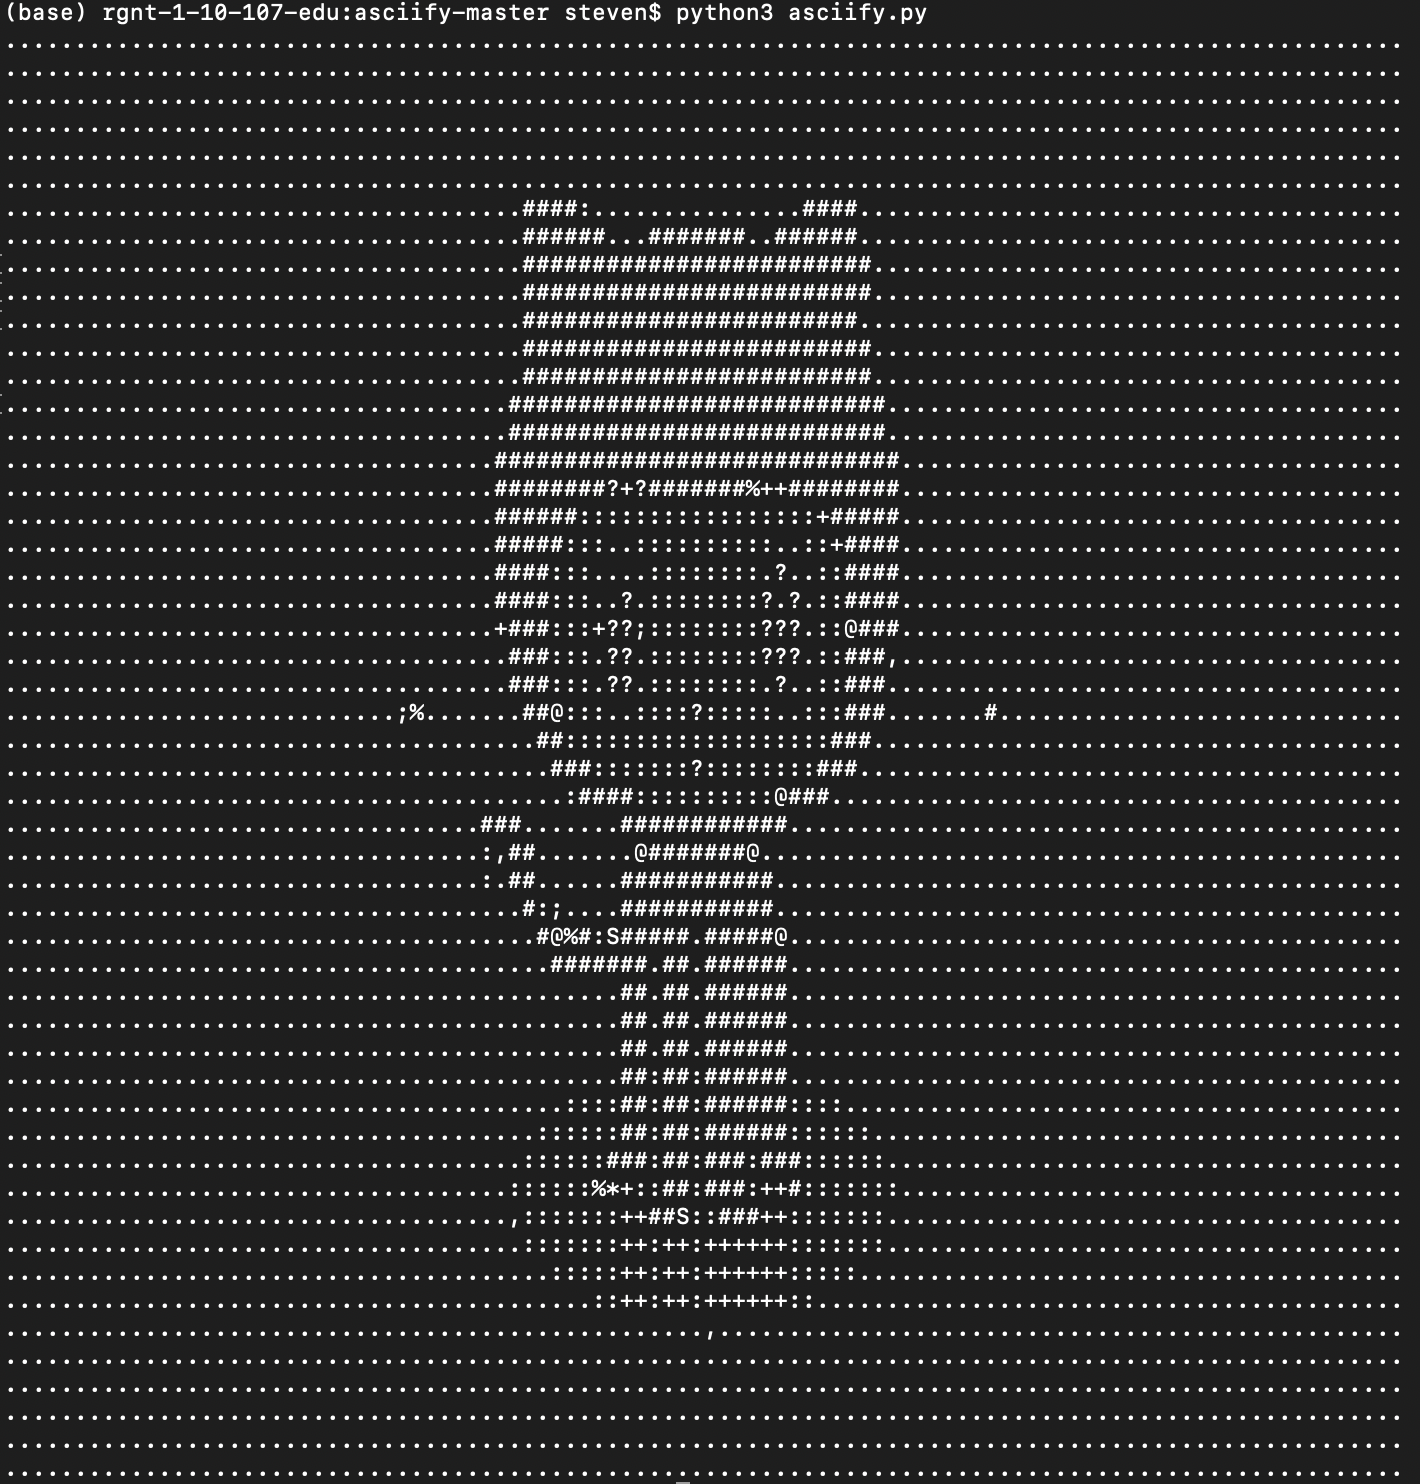 (base) rgnt-1-10-107-edu:asciify-master steven$ python3 asciify.py